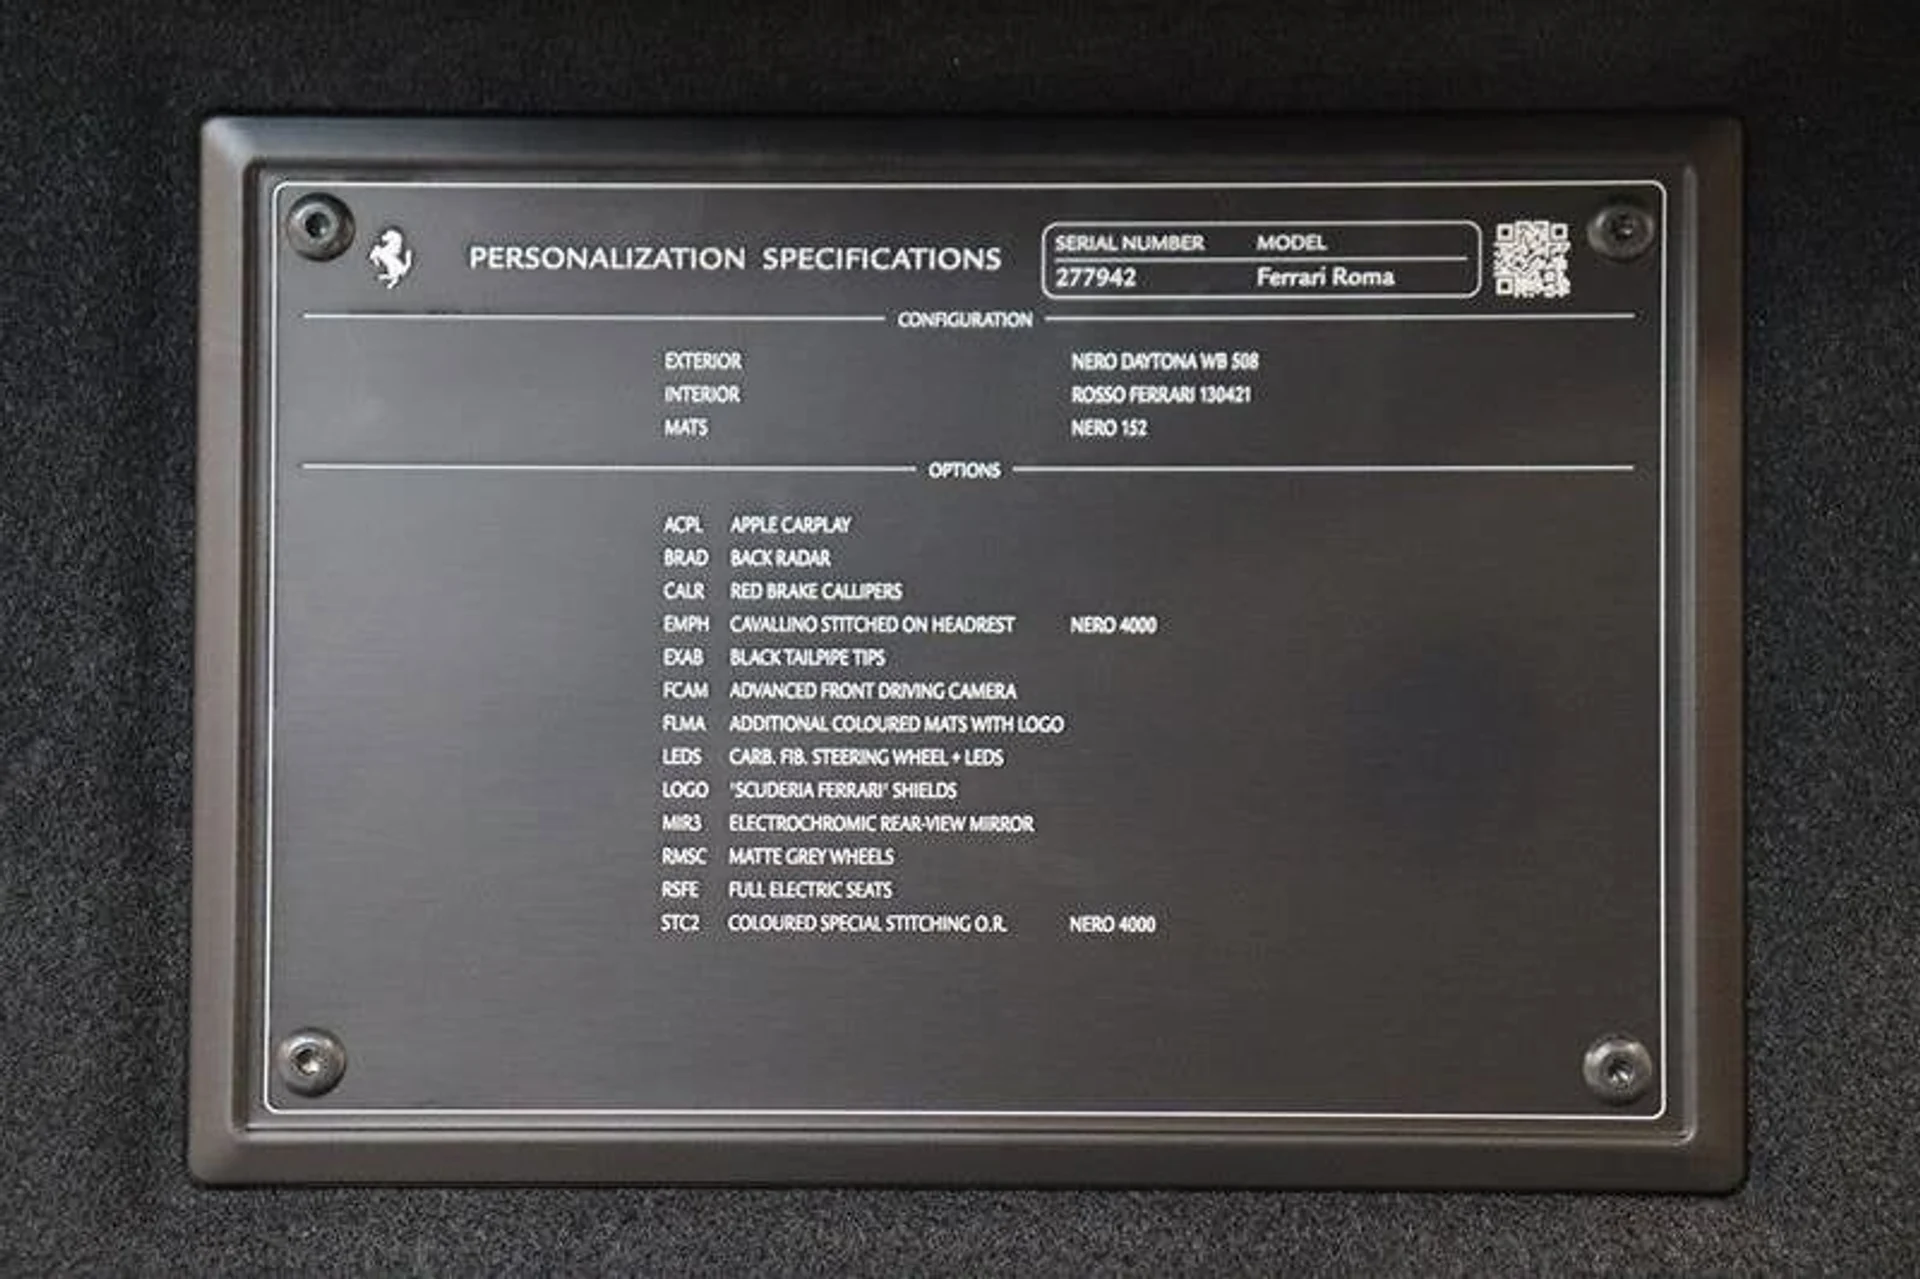 PERSONALIZATION SPECIFICATIONS
SERIAL NUMBER MODEL
277942 Ferrari Roma
CONFIGURATION
EXTERIOR NERO DAYTONA WB 508
INTERIOR ROSSO FERRARI 130421
MATS NERO 152
OPTIONS
ACPL APPLE CARPLAY
BRAD BACK RADAR
CALR RED BRAKE CALLIPERS
EMPH CAVALLINO STITCHED ON HEADREST NERO 4000
EXAB BLACK TAILPIPE TIPS
FCAM ADVANCED FRONT DRIVING CAMERA
FLMA ADDITIONAL COLOURED MATS WITH LOGO
LEDS CARB. FIB. STEERING WHEEL + LEDS
LOGO 'SCUDERIA FERRARI' SHIELDS
MIR3 ELECTROCHROMIC REAR-VIEW MIRROR
RMSC MATTE GREY WHEELS
RSFE FULL ELECTRIC SEATS
STC2 COLOURED SPECIAL STITCHING O.R. NERO 4000